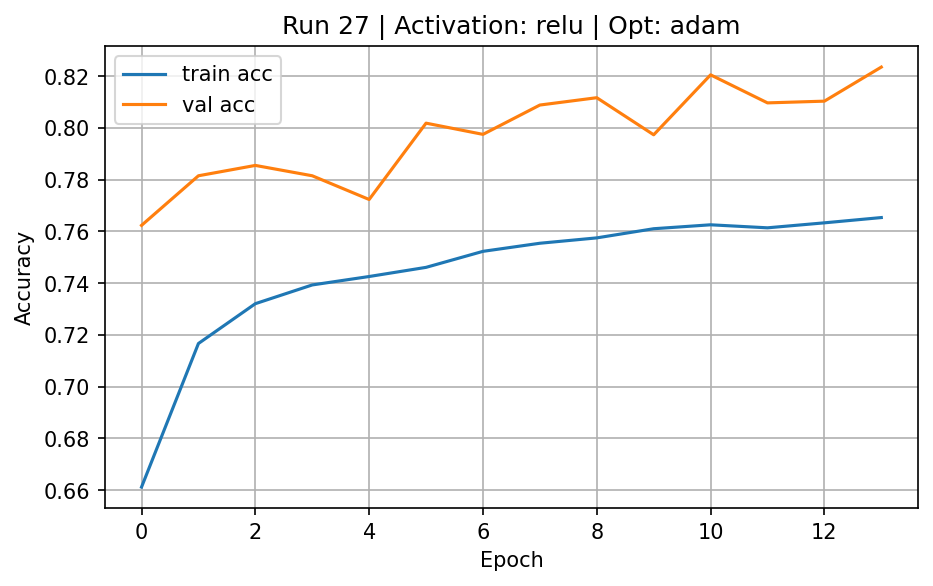 Run 27 | Activation: relu | Opt: adam
train acc
val acc
0.82
0.80
0.78
0.76
0.74
0.72
0.70
0.68
0.66
Accuracy
0 2 4 6 8 10 12
Epoch